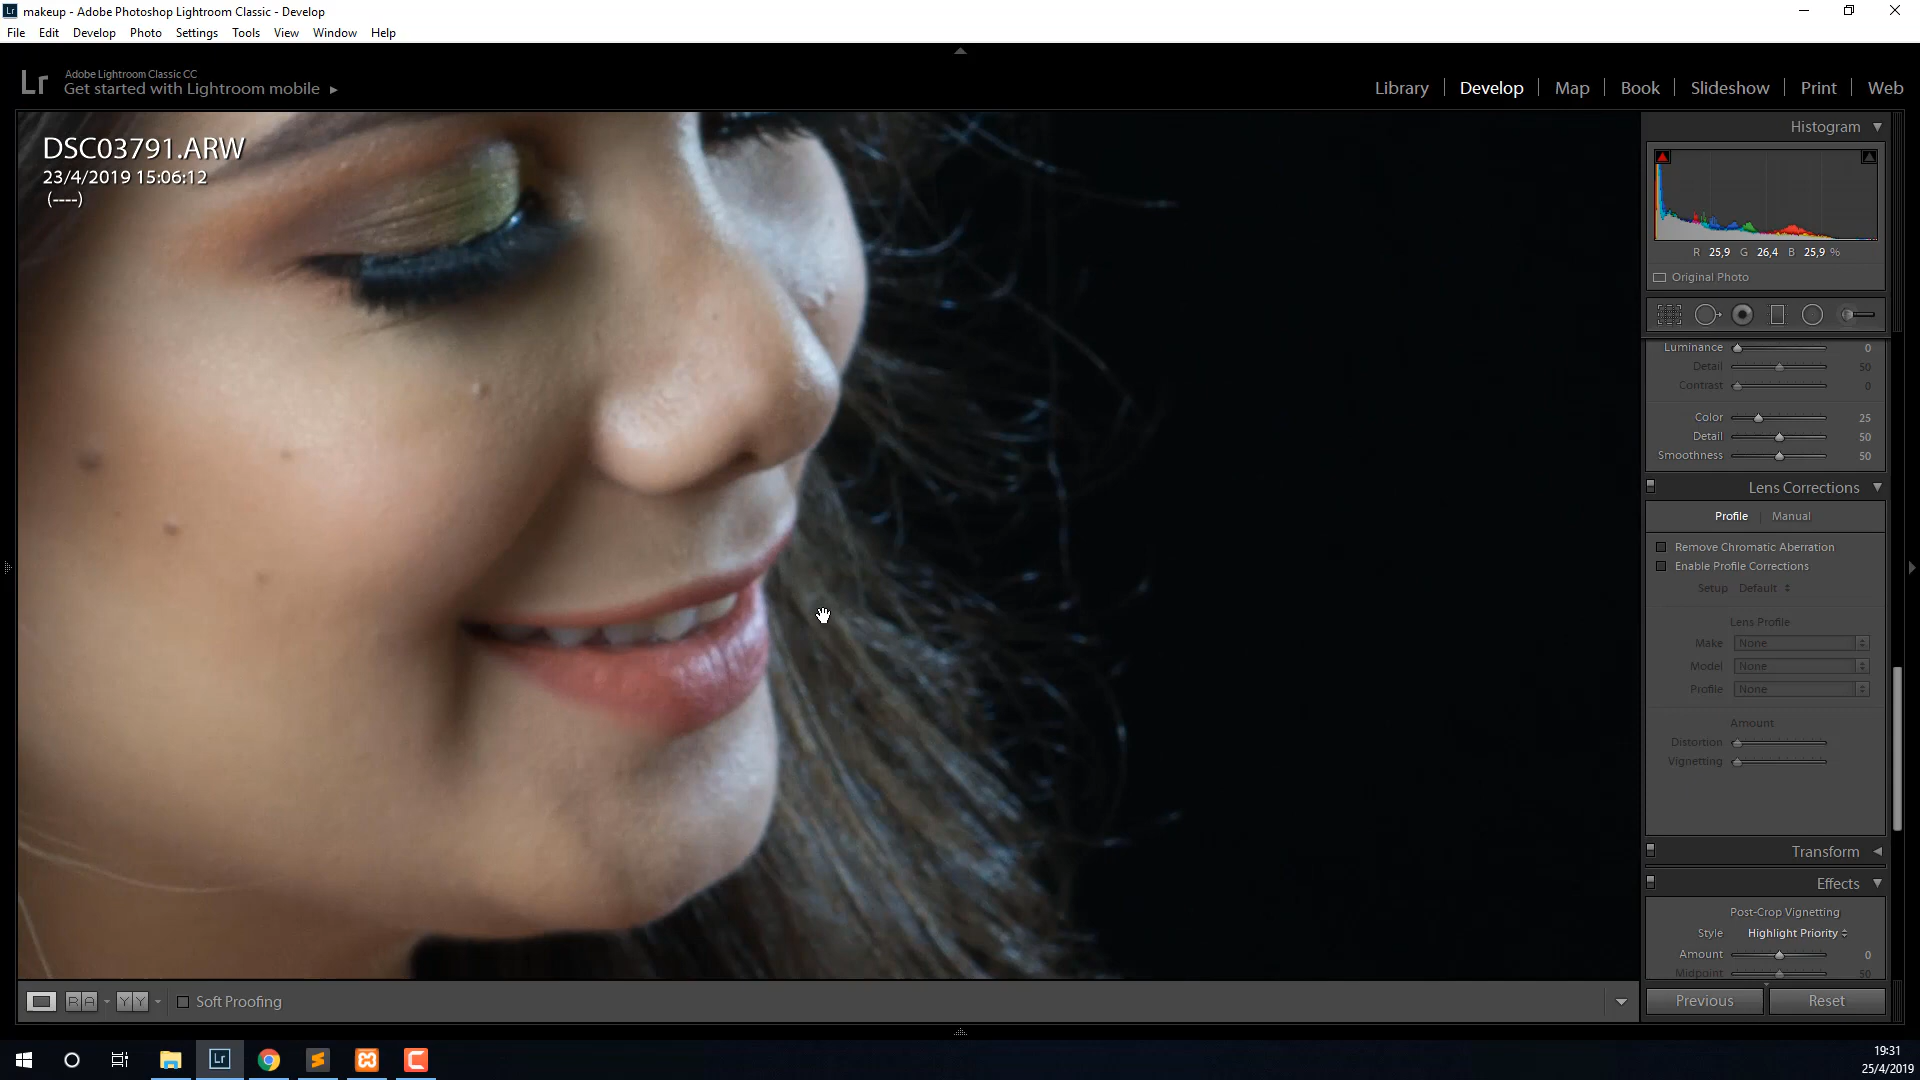 makeup - Adobe Photoshop Lightroom Classic - Develop
File Edit Develop Photo Settings Tools View Window Help
Lr
Adobe Lightroom Classic CC
Get started with Lightroom mobile ▸
Library Develop Map Book Slideshow Print Web
DSC03791.ARW
23/4/2019 15:06:12
(----)
Histogram
R 25,9 G 26,4 B 25,9 %
Original Photo
Luminance 0
Detail 50
Contrast 0
Color 25
Detail 50
Smoothness 50
Lens Corrections
Profile Manual
Remove Chromatic Aberration
Enable Profile Corrections
Setup Default
Lens Profile
Make None
Model None
Profile None
Amount
Distortion
Vignetting
Transform
Effects
Post-Crop Vignetting
Style Highlight Priority
Amount 0
Midpoint 50
R A Y Y Soft Proofing
Previous Reset
Lr
19:31
25/4/2019